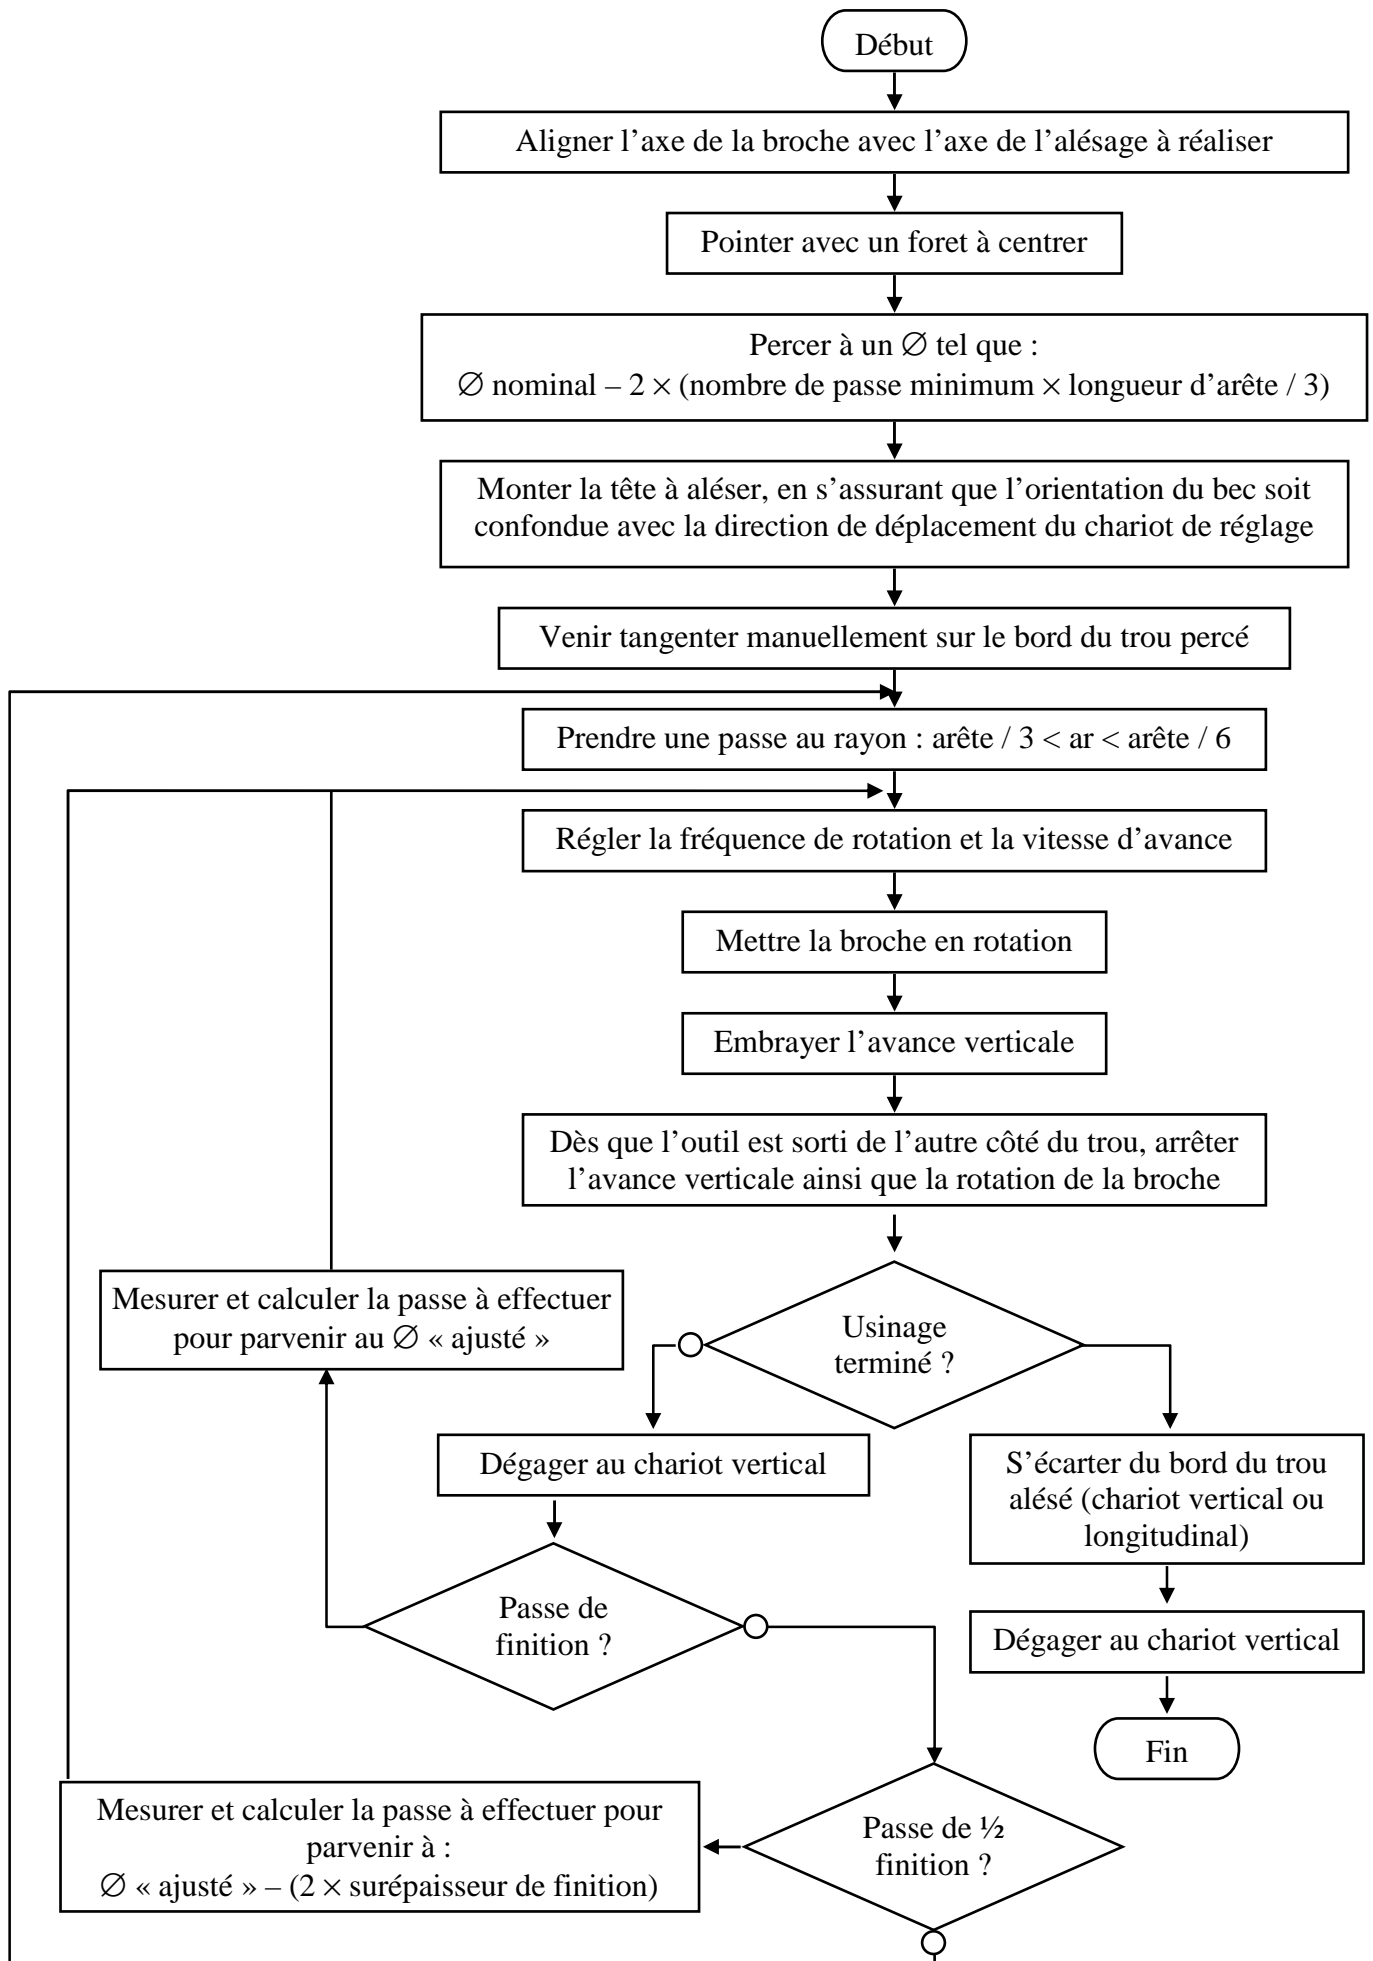 Début
Aligner l’axe de la broche avec l’axe de l’alésage à réaliser
Pointer avec un foret à centrer
Percer à un ∅ tel que :
∅ nominal – 2 × (nombre de passe minimum × longueur d’arête / 3)
Monter la tête à aléser, en s’assurant que l’orientation du bec soit
confondue avec la direction de déplacement du chariot de réglage
Venir tangenter manuellement sur le bord du trou percé
Prendre une passe au rayon : arête / 3 < ar < arête / 6
Régler la fréquence de rotation et la vitesse d’avance
Mettre la broche en rotation
Embrayer l’avance verticale
Dès que l’outil est sorti de l’autre côté du trou, arrêter
l’avance verticale ainsi que la rotation de la broche
Mesurer et calculer la passe à effectuer
pour parvenir au ∅ « ajusté »
Usinage
terminé ?
Dégager au chariot vertical
S’écarter du bord du trou
alésé (chariot vertical ou
longitudinal)
Passe de
finition ?
Dégager au chariot vertical
Fin
Mesurer et calculer la passe à effectuer pour
parvenir à :
∅ « ajusté » – (2 × surépaisseur de finition)
Passe de ½
finition ?